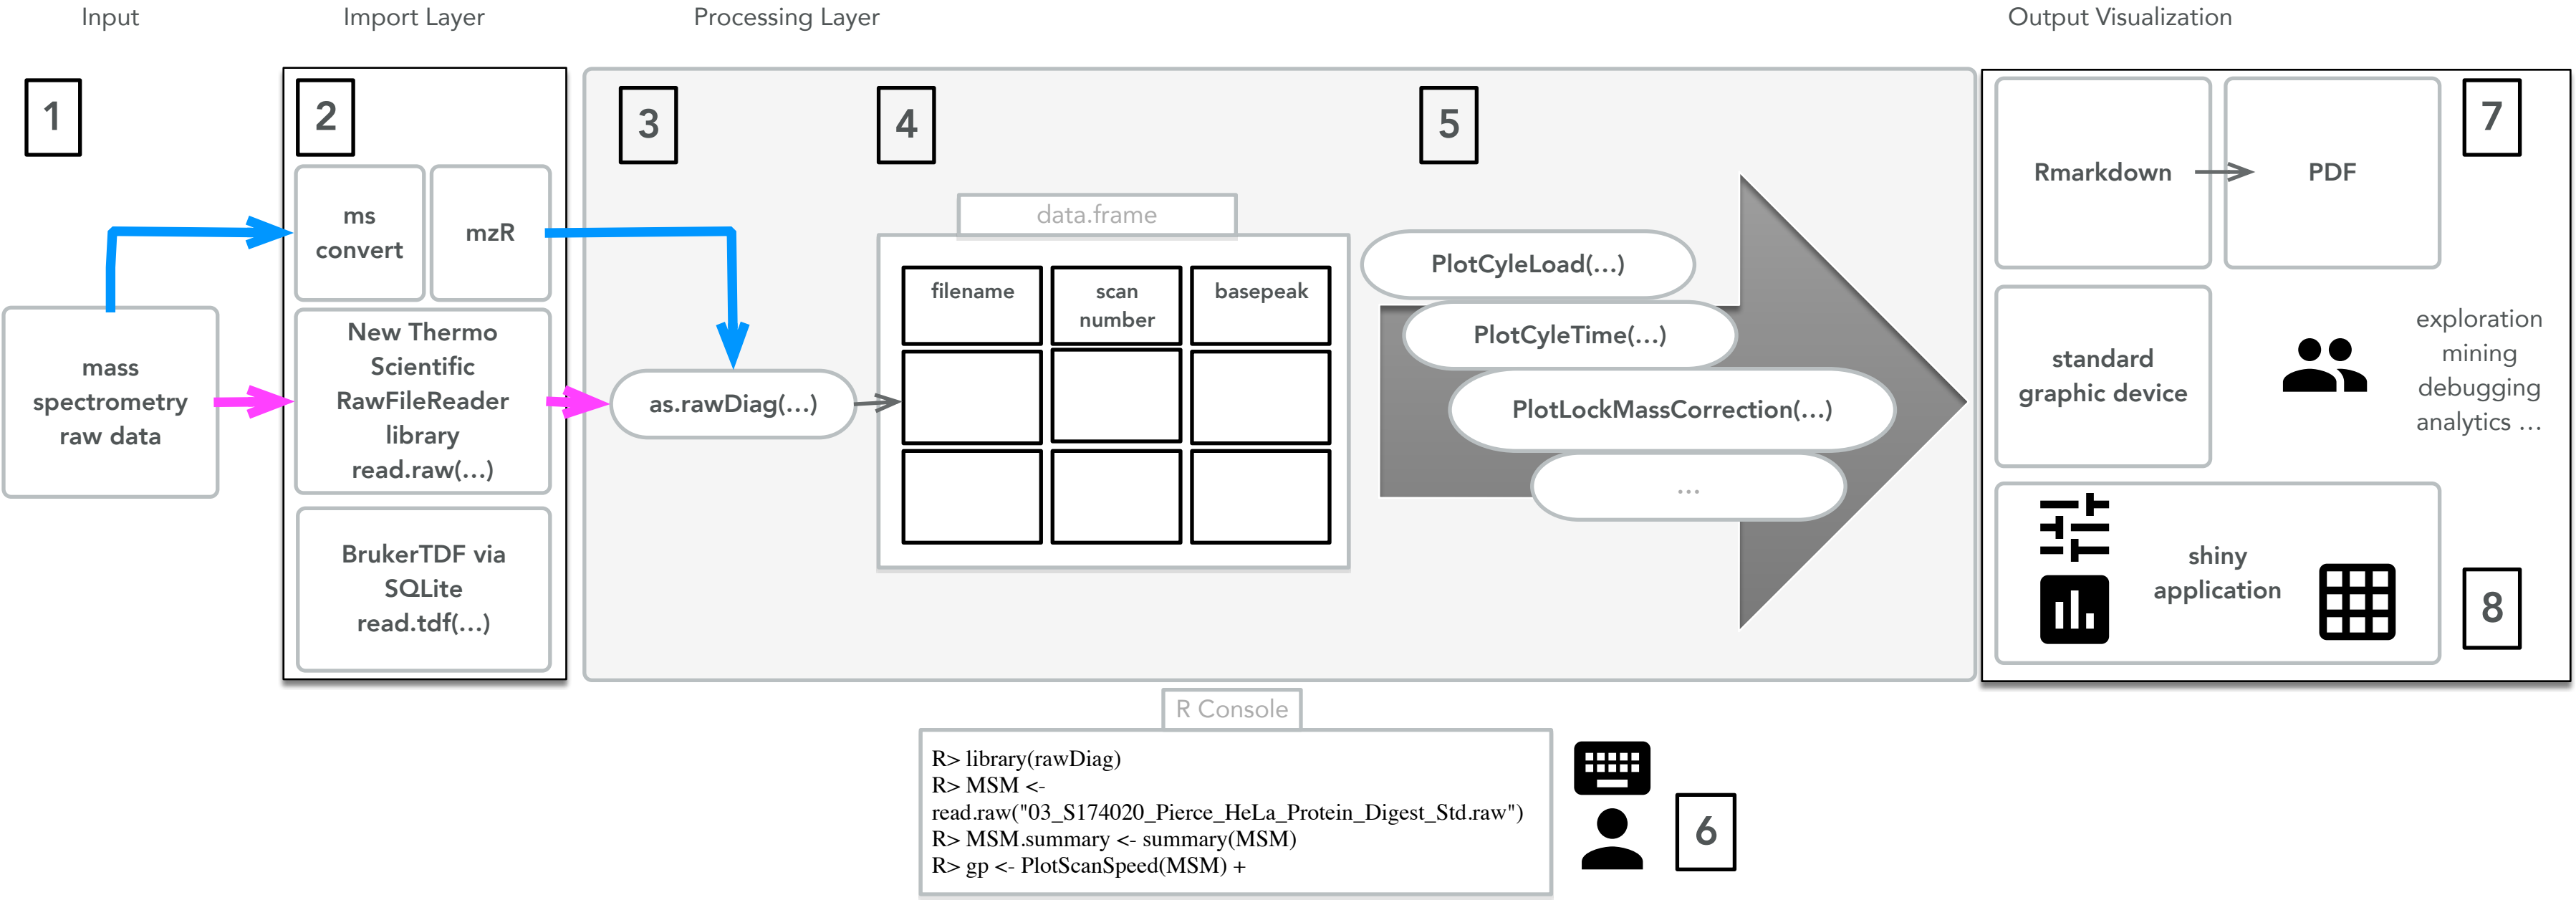 Input
Import Layer
Processing Layer
Output Visualization
1
2
3
4
5
7
mass
spectrometry
raw data
ms
convert
mzR
New Thermo
Scientific
RawFileReader
library
read.raw(...)
BrukerTDF via
SQLite
read.tdf(...)
as.rawDiag(...)
data.frame
filename
scan
number
basepeak
PlotCyleLoad(...)
PlotCyleTime(...)
PlotLockMassCorrection(...)
...
Rmarkdown
PDF
standard
graphic device
exploration
mining
debugging
analytics ...
shiny
application
8
R Console
R> library(rawDiag)
R> MSM <-
read.raw("03_S174020_Pierce_HeLa_Protein_Digest_Std.raw")
R> MSM.summary <- summary(MSM)
R> gp <- PlotScanSpeed(MSM) +
6